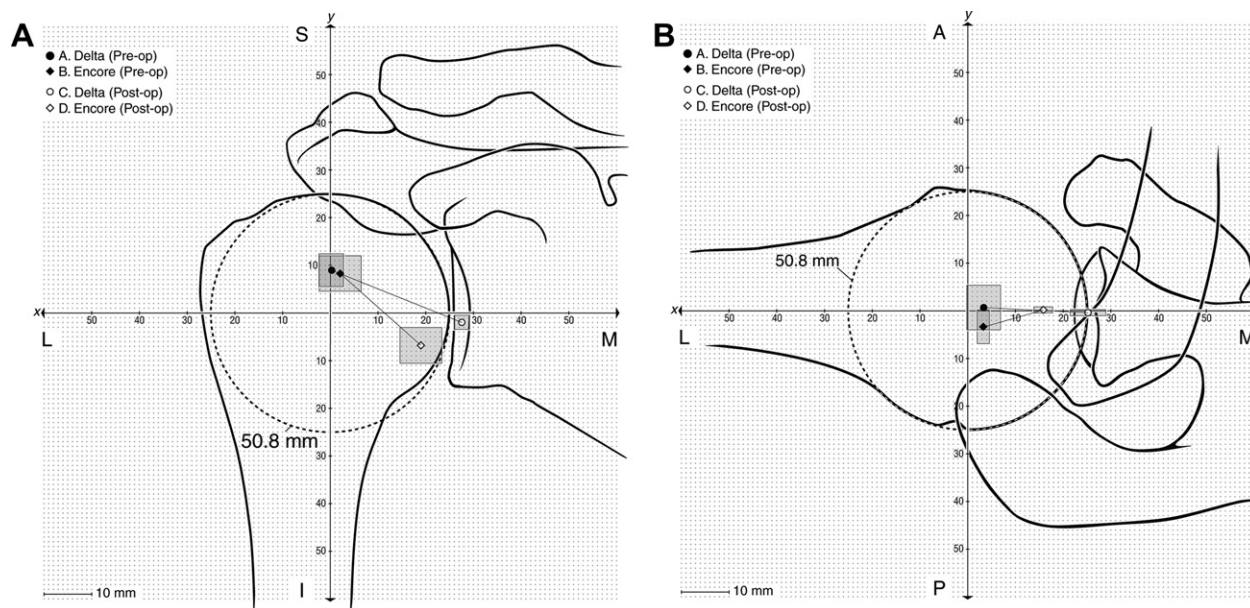 A
y
S
A. Delta (Pre-op)
B. Encore (Pre-op)
C. Delta (Post-op)
D. Encore (Post-op)
50
40
30
20
10
x
50 40 30 20 10 10 20 30 40 50
L M
10
20
50.8 mm
30
40
50
I
10 mm
B
y
A
A. Delta (Pre-op)
B. Encore (Pre-op)
C. Delta (Post-op)
D. Encore (Post-op)
50
40
30
20
50.8 mm
10
x
50 40 30 20 10 10 20 30 40 50
L M
10
20
30
40
50
P
10 mm